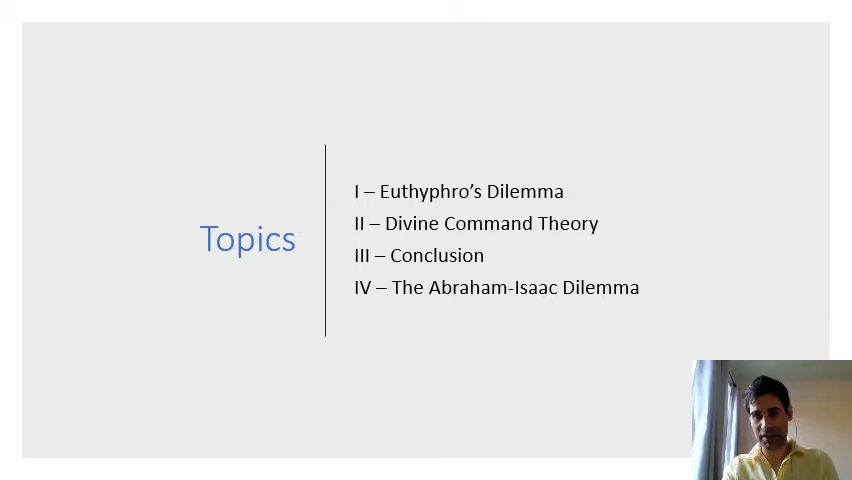 Topics
I – Euthyphro’s Dilemma
II – Divine Command Theory
III – Conclusion
IV – The Abraham-Isaac Dilemma